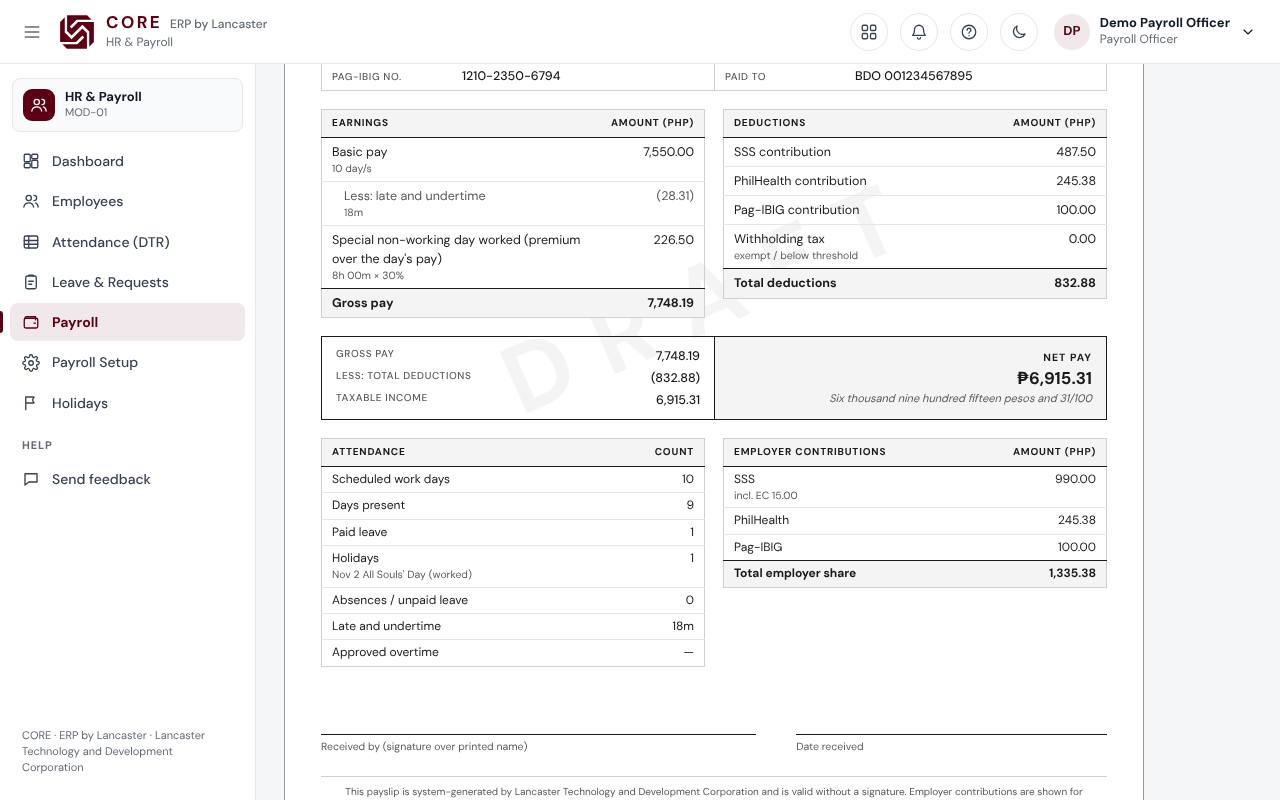 CORE ERP by Lancaster
HR & Payroll
DP
Demo Payroll Officer
Payroll Officer
HR & Payroll
MOD-01
Dashboard
Employees
Attendance (DTR)
Leave & Requests
Payroll
Payroll Setup
Holidays
HELP
Send feedback
CORE · ERP by Lancaster · Lancaster
Technology and Development
Corporation
PAG-IBIG NO. 1210-2350-6794 PAID TO BDO 001234567895
EARNINGS AMOUNT (PHP)
Basic pay 7,550.00
10 day/s
Less: late and undertime (28.31)
18m
Special non-working day worked (premium 226.50
over the day's pay)
8h 00m × 30%
Gross pay 7,748.19
DEDUCTIONS AMOUNT (PHP)
SSS contribution 487.50
PhilHealth contribution 245.38
Pag-IBIG contribution 100.00
Withholding tax 0.00
exempt / below threshold
Total deductions 832.88
DRAFT
GROSS PAY 7,748.19
LESS: TOTAL DEDUCTIONS (832.88)
TAXABLE INCOME 6,915.31
NET PAY
₱6,915.31
Six thousand nine hundred fifteen pesos and 31/100
ATTENDANCE COUNT
Scheduled work days 10
Days present 9
Paid leave 1
Holidays 1
Nov 2 All Souls' Day (worked)
Absences / unpaid leave 0
Late and undertime 18m
Approved overtime —
EMPLOYER CONTRIBUTIONS AMOUNT (PHP)
SSS 990.00
incl. EC 15.00
PhilHealth 245.38
Pag-IBIG 100.00
Total employer share 1,335.38
Received by (signature over printed name)
Date received
This payslip is system-generated by Lancaster Technology and Development Corporation and is valid without a signature. Employer contributions are shown for